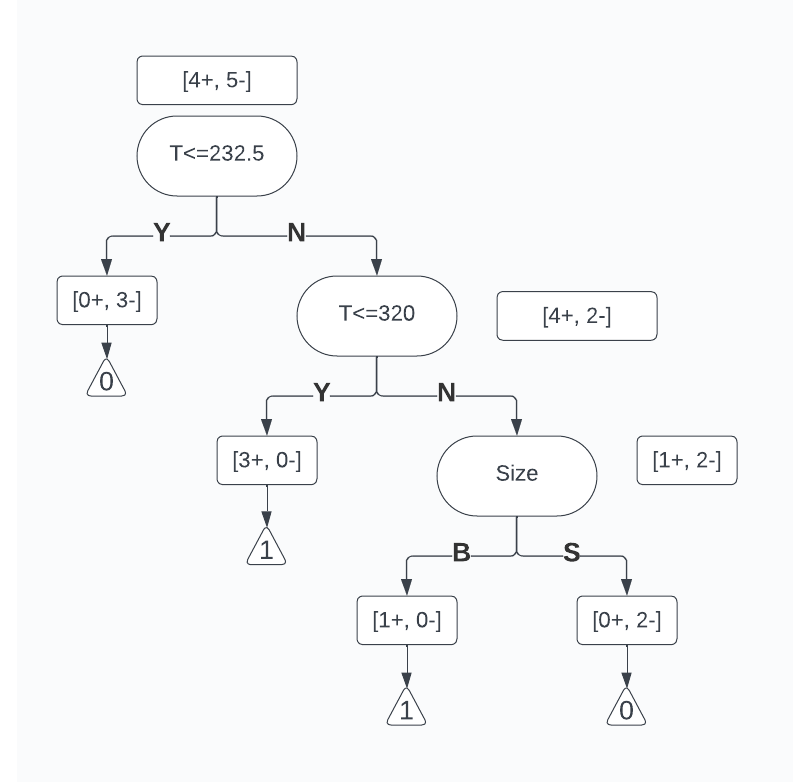 [4+, 5-]
T<=232.5
Y
N
[0+, 3-]
T<=320
[4+, 2-]
0
Y
N
[3+, 0-]
Size
[1+, 2-]
1
B
S
[1+, 0-]
[0+, 2-]
1
0